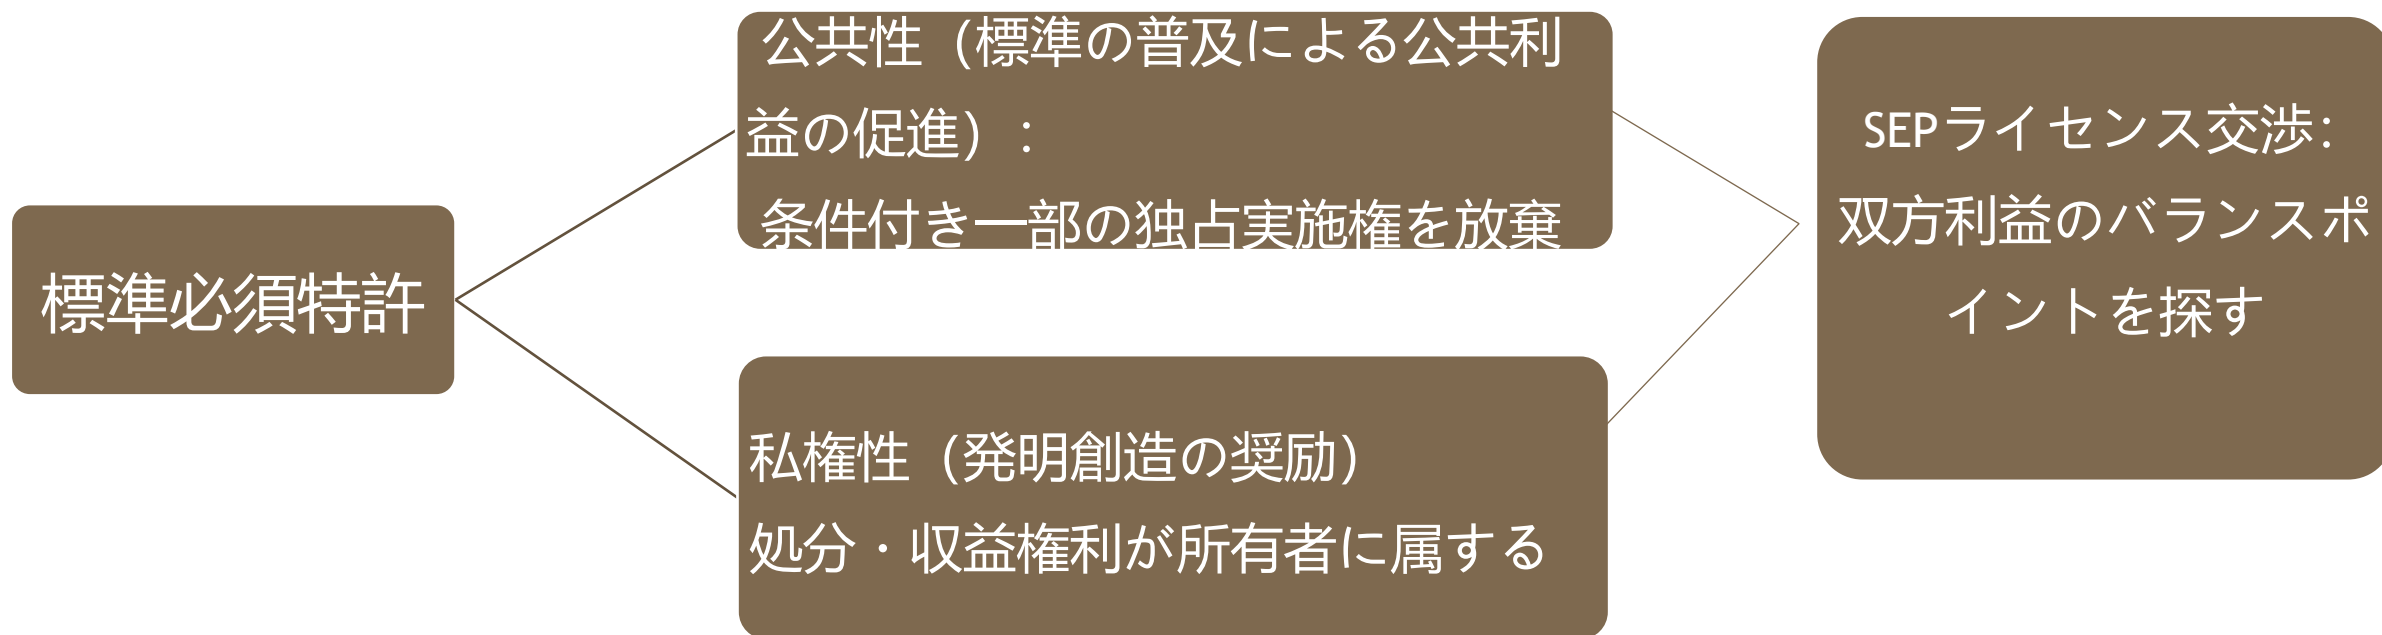 標準必須特許
公共性（標準の普及による公共利
益の促進）：
条件付き一部の独占実施権を放棄
私権性（発明創造の奨励）
処分・収益権利が所有者に属する
SEPライセンス交渉：
双方利益のバランスポ
イントを探す